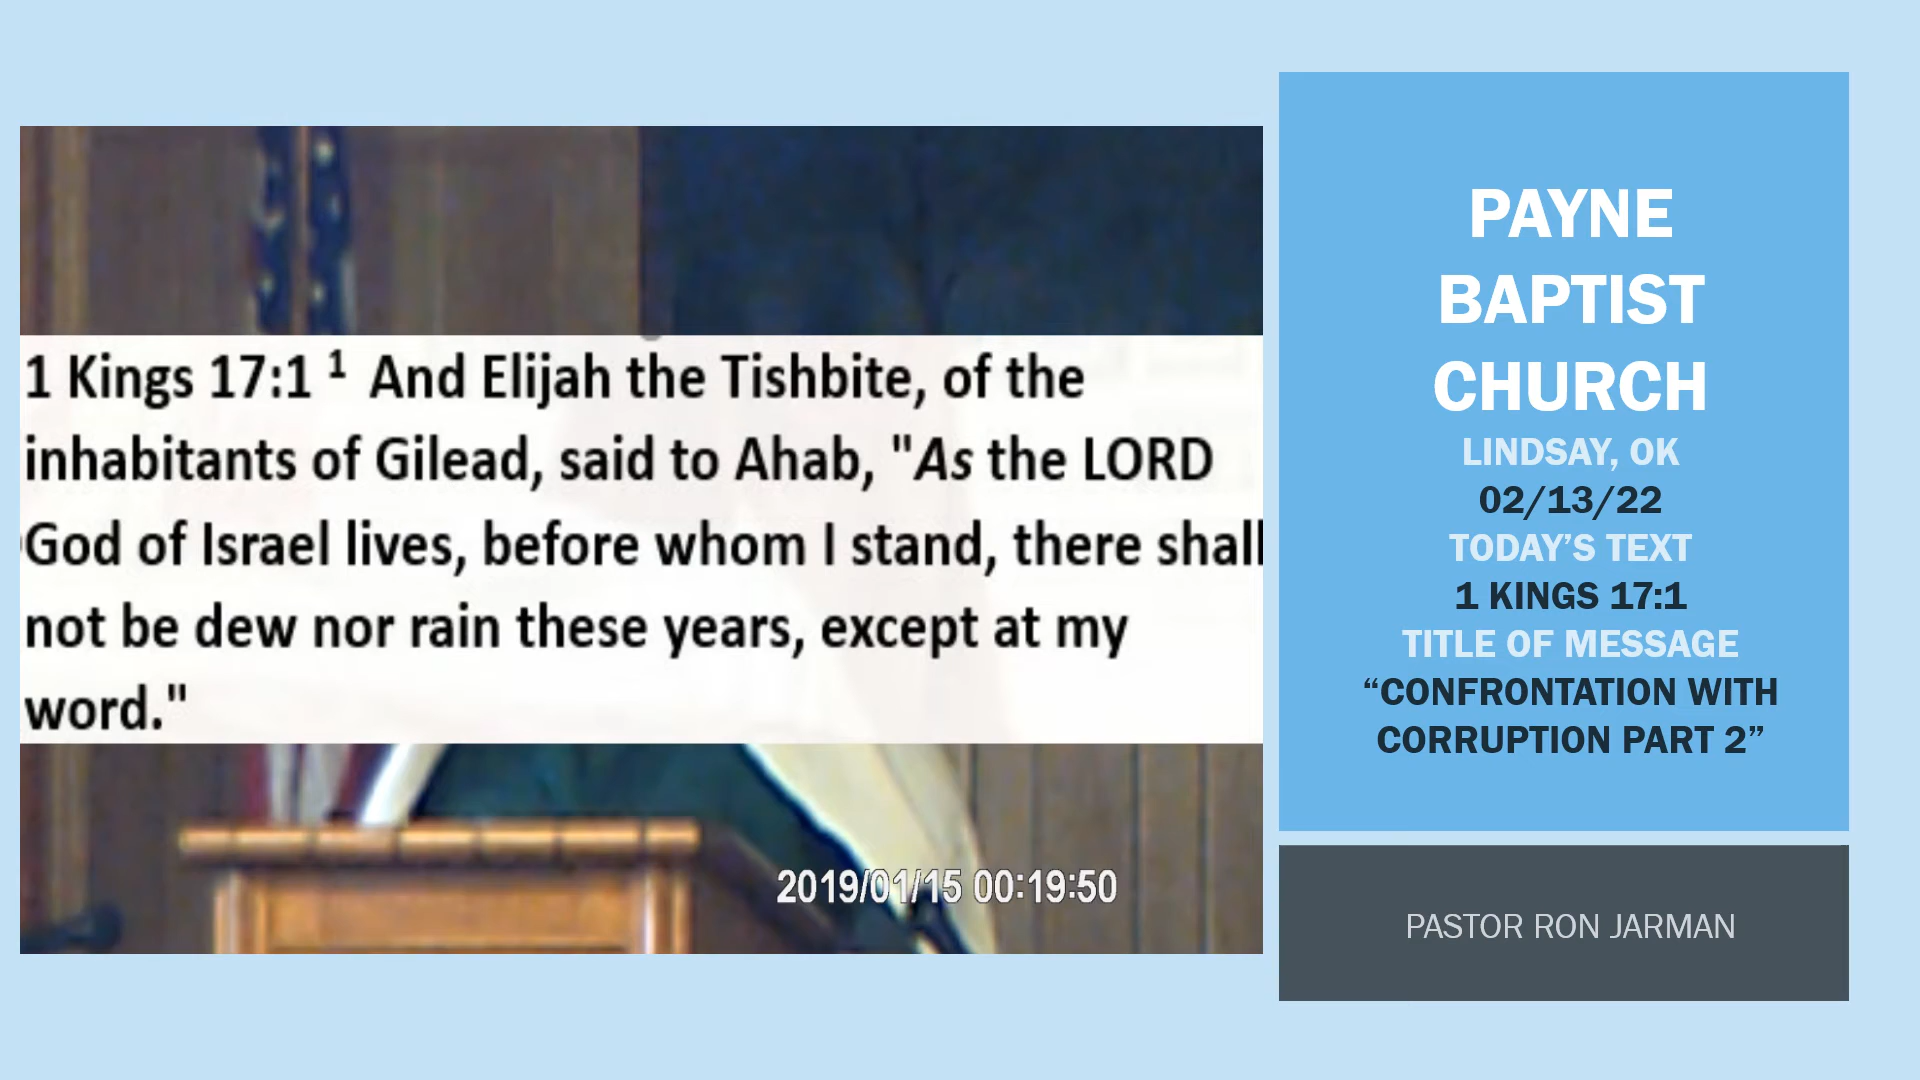 1 Kings 17:1 ¹ And Elijah the Tishbite, of the
inhabitants of Gilead, said to Ahab, "As the LORD
God of Israel lives, before whom I stand, there shall
not be dew nor rain these years, except at my
word."
2019/01/15 00:19:50
PAYNE
BAPTIST
CHURCH
LINDSAY, OK
02/13/22
TODAY’S TEXT
1 KINGS 17:1
TITLE OF MESSAGE
“CONFRONTATION WITH
CORRUPTION PART 2”
PASTOR RON JARMAN